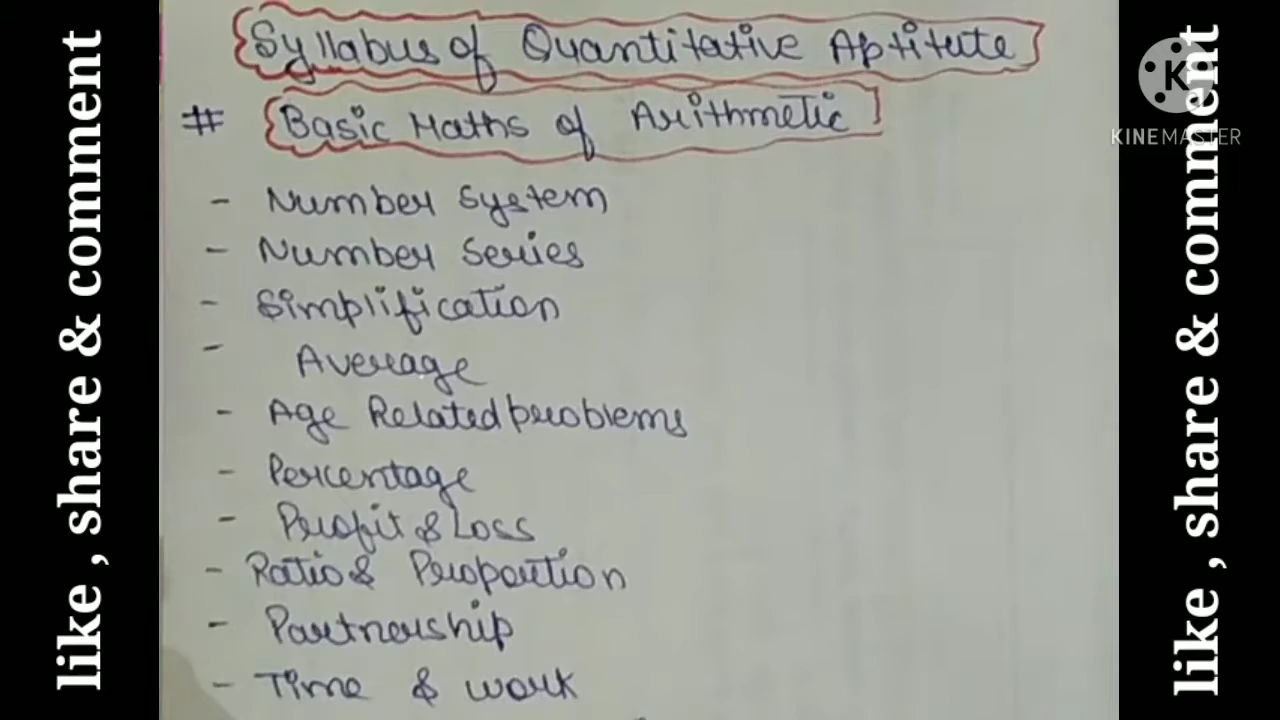 Syllabus of Quantitative Aptitute
# Basic Maths of Arithmetic
- Number System
- Number Series
- Simplification
- Average
- Age Related problems
- Percentage
- Profit & Loss
- Ratio & Proportion
- Partnership
- Time & work
like , share & comment
like , share & comment
K
KINEMASTER